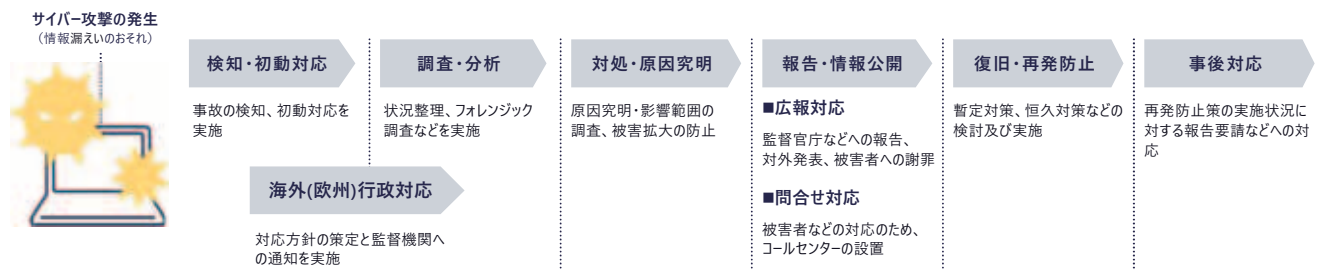 サイバー攻撃の発生
（情報漏えいのおそれ）
検知・初動対応
事故の検知、初動対応を
実施
調査・分析
状況整理、フォレンジック
調査などを実施
海外(欧州)行政対応
対応方針の策定と監督機関へ
の通知を実施
対処・原因究明
原因究明・影響範囲の
調査、被害拡大の防止
報告・情報公開
■広報対応
監督官庁などへの報告、
対外発表、被害者への謝罪
■問合せ対応
被害者などの対応のため、
コールセンターの設置
復旧・再発防止
暫定対策、恒久対策などの
検討及び実施
事後対応
再発防止策の実施状況に
対する報告要請などへの対
応